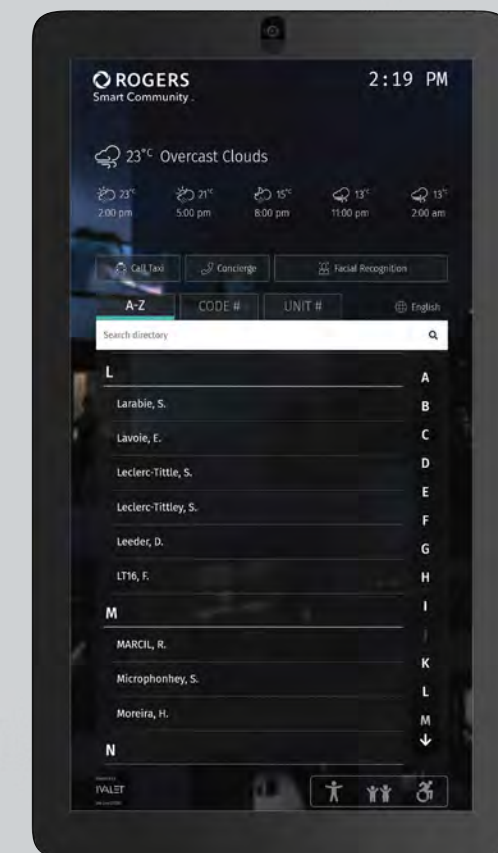 ROGERS
Smart Community.
2:19 PM
23°C Overcast Clouds
23°C 21°C 15°C 13°C 13°C
2:00 pm 5:00 pm 8:00 pm 11:00 pm 2:00 am
Call Taxi Concierge Facial Recognition
A-Z CODE # UNIT # English
Search directory
L
Larabie, S.
Lavoie, E.
Leclerc-Tittle, S.
Leclerc-Tittley, S.
Leeder, D.
LT16, F.
M
MARCIL, R.
Microphonhey, S.
Moreira, H.
N
A
B
C
D
E
F
G
H
I
J
K
L
M
IVALET